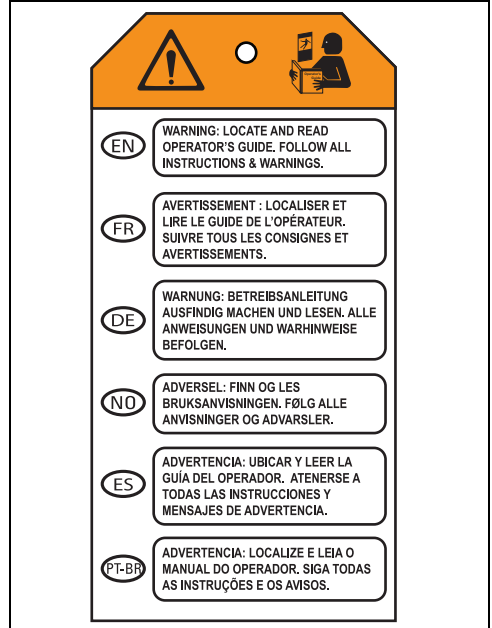 Operator's
Guide
EN
WARNING: LOCATE AND READ
OPERATOR'S GUIDE. FOLLOW ALL
INSTRUCTIONS & WARNINGS.
FR
AVERTISSEMENT : LOCALISER ET
LIRE LE GUIDE DE L'OPÉRATEUR.
SUIVRE TOUS LES CONSIGNES ET
AVERTISSEMENTS.
DE
WARNUNG: BETREIBSANLEITUNG
AUSFINDIG MACHEN UND LESEN. ALLE
ANWEISUNGEN UND WARHINWEISE
BEFOLGEN.
NO
ADVERSEL: FINN OG LES
BRUKSANVISNINGEN. FØLG ALLE
ANVISNINGER OG ADVARSLER.
ES
ADVERTENCIA: UBICAR Y LEER LA
GUÍA DEL OPERADOR. ATENERSE A
TODAS LAS INSTRUCCIONES Y
MENSAJES DE ADVERTENCIA.
PT-BR
ADVERTENCIA: LOCALIZE E LEIA O
MANUAL DO OPERADOR. SIGA TODAS
AS INSTRUÇÕES E OS AVISOS.